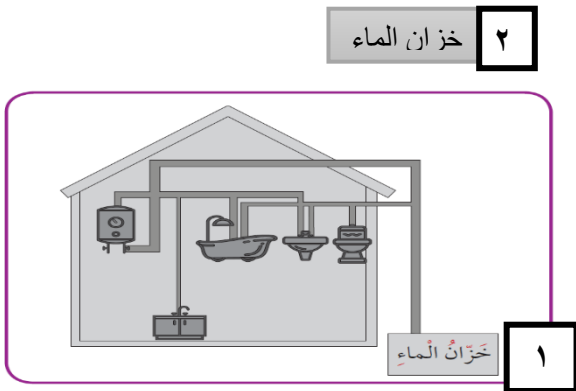 ٢ خزان الماء
خَزّانُ الْماءِ ١